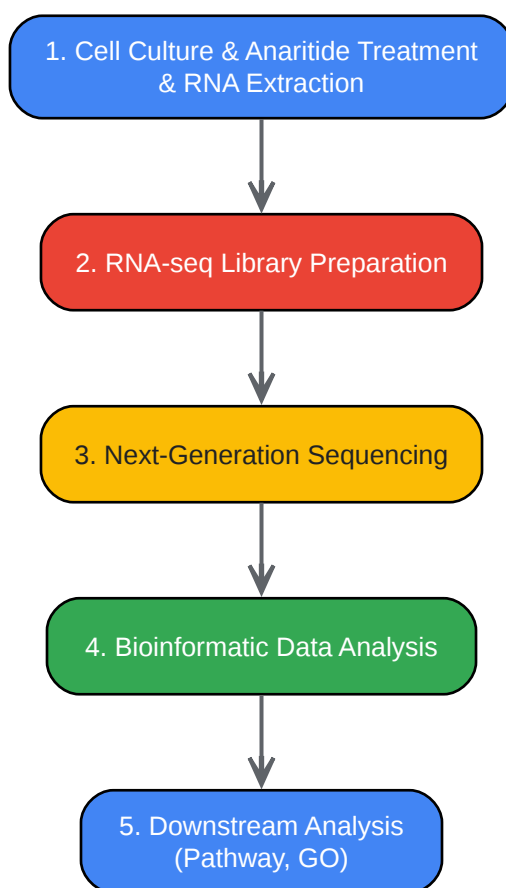 1. Cell Culture & Anaritide Treatment
& RNA Extraction
2. RNA-seq Library Preparation
3. Next-Generation Sequencing
4. Bioinformatic Data Analysis
5. Downstream Analysis
(Pathway, GO)